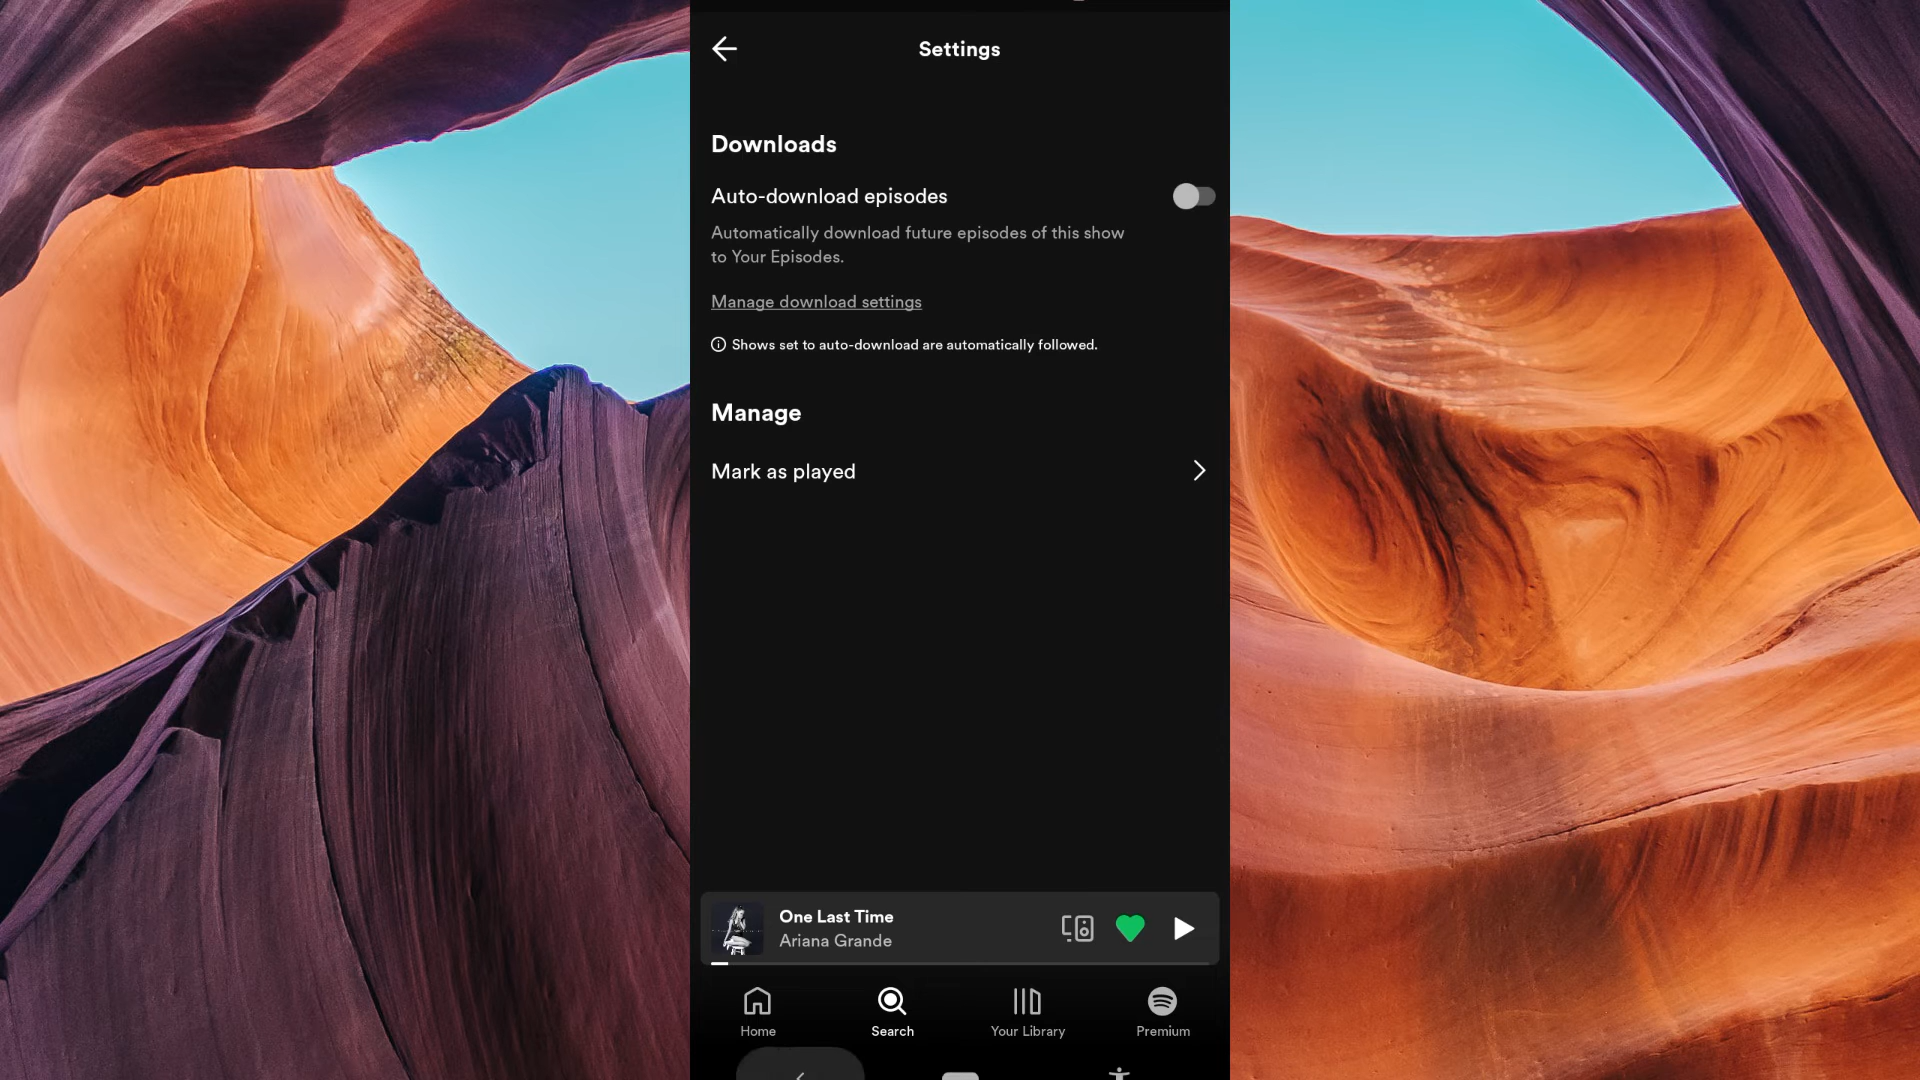 Settings
Downloads
Auto-download episodes
Automatically download future episodes of this show
to Your Episodes.
Manage download settings
Shows set to auto-download are automatically followed.
Manage
Mark as played
One Last Time
Ariana Grande
Home
Search
Your Library
Premium